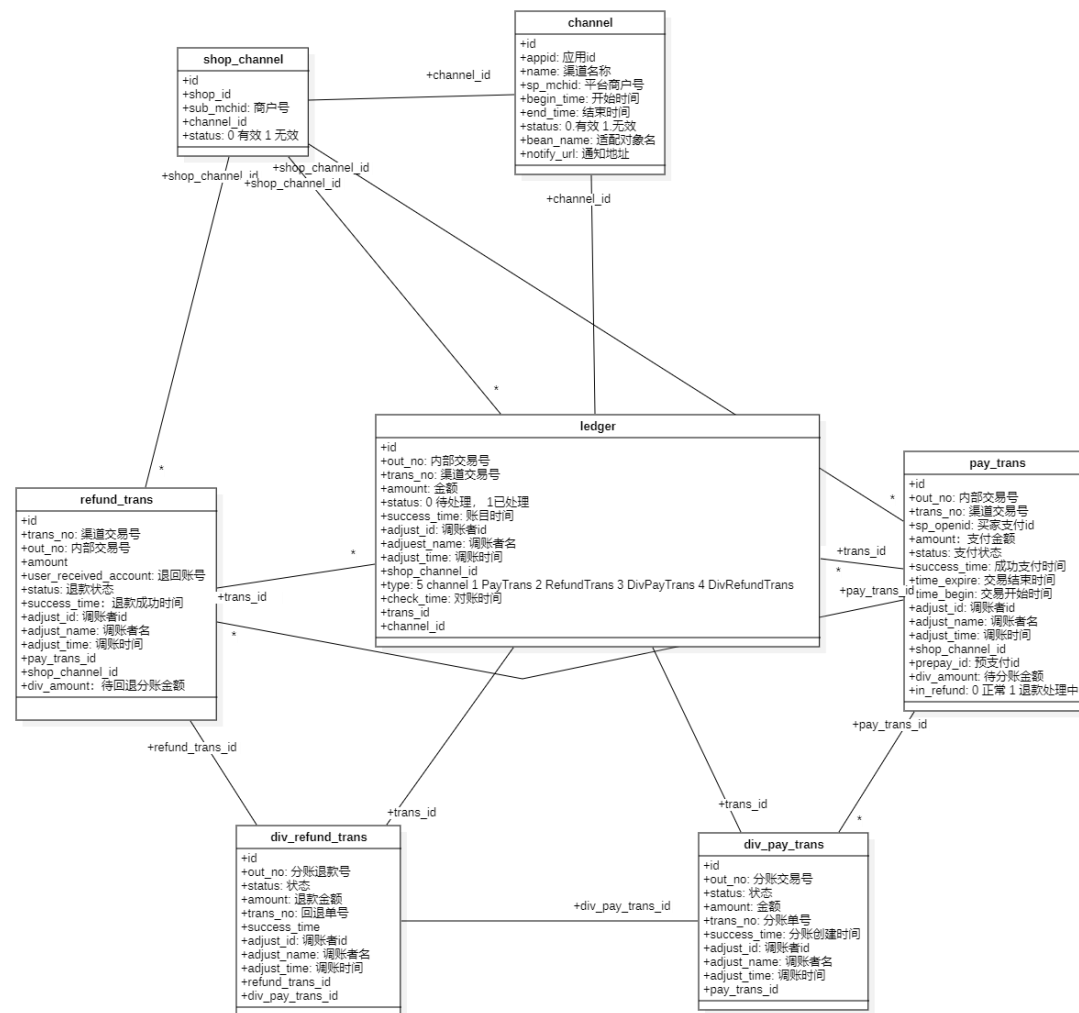 channel
+id
+appid: 应用id
+name: 渠道名称
+sp_mchid: 平台商户号
+begin_time: 开始时间
+end_time: 结束时间
+status: 0.有效 1.无效
+bean_name: 适配对象名
+notify_url: 通知地址
shop_channel
+id
+shop_id
+sub_mchid: 商户号
+channel_id
+status: 0 有效 1 无效
+channel_id
+shop_channel_id
+shop_channel_id
+shop_channel_id
+channel_id
*
*
*
ledger
+id
+out_no: 内部交易号
+trans_no: 渠道交易号
+amount: 金额
+status: 0 待处理， 1已处理
+success_time: 账目时间
+adjust_id: 调账者id
+adjuest_name: 调账者名
+adjust_time: 调账时间
+shop_channel_id
+type: 5 channel 1 PayTrans 2 RefundTrans 3 DivPayTrans 4 DivRefundTrans
+check_time: 对账时间
+trans_id
+channel_id
pay_trans
+id
+out_no: 内部交易号
+trans_no: 渠道交易号
+sp_openid: 买家支付id
+amount：支付金额
+status: 支付状态
+success_time: 成功支付时间
+time_expire: 交易结束时间
+time_begin: 交易开始时间
+adjust_id: 调账者id
+adjust_name: 调账者名
+adjust_time: 调账时间
+shop_channel_id
+prepay_id: 预支付id
+div_amount: 待分账金额
+in_refund: 0 正常 1 退款处理中
refund_trans
+id
+trans_no: 渠道交易号
+out_no: 内部交易号
+amount
+user_received_account: 退回账号
+status: 退款状态
+success_time：退款成功时间
+adjust_id: 调账者id
+adjust_name: 调账者名
+adjust_time: 调账时间
+pay_trans_id
+shop_channel_id
+div_amount：待回退分账金额
*
+trans_id
*
+trans_id
*
+pay_trans_id
+refund_trans_id
+trans_id
+trans_id
+pay_trans_id
*
div_refund_trans
+id
+out_no: 分账退款号
+status: 状态
+amount: 退款金额
+trans_no: 回退单号
+success_time
+adjust_id: 调账者id
+adjust_name: 调账者名
+adjust_time: 调账时间
+refund_trans_id
+div_pay_trans_id
+div_pay_trans_id
div_pay_trans
+id
+out_no: 分账交易号
+status: 状态
+amount: 金额
+trans_no: 分账单号
+success_time: 分账创建时间
+adjust_id: 调账者id
+adjust_name: 调账者名
+adjust_time: 调账时间
+pay_trans_id